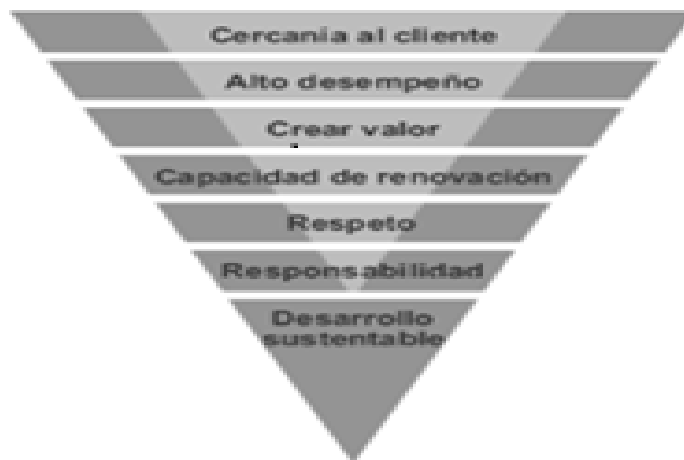 Cercania al cliente
Alto desempeño
Crear valor
Capacidad de renovación
Respeto
Responsabilidad
Desarrollo
sustentable